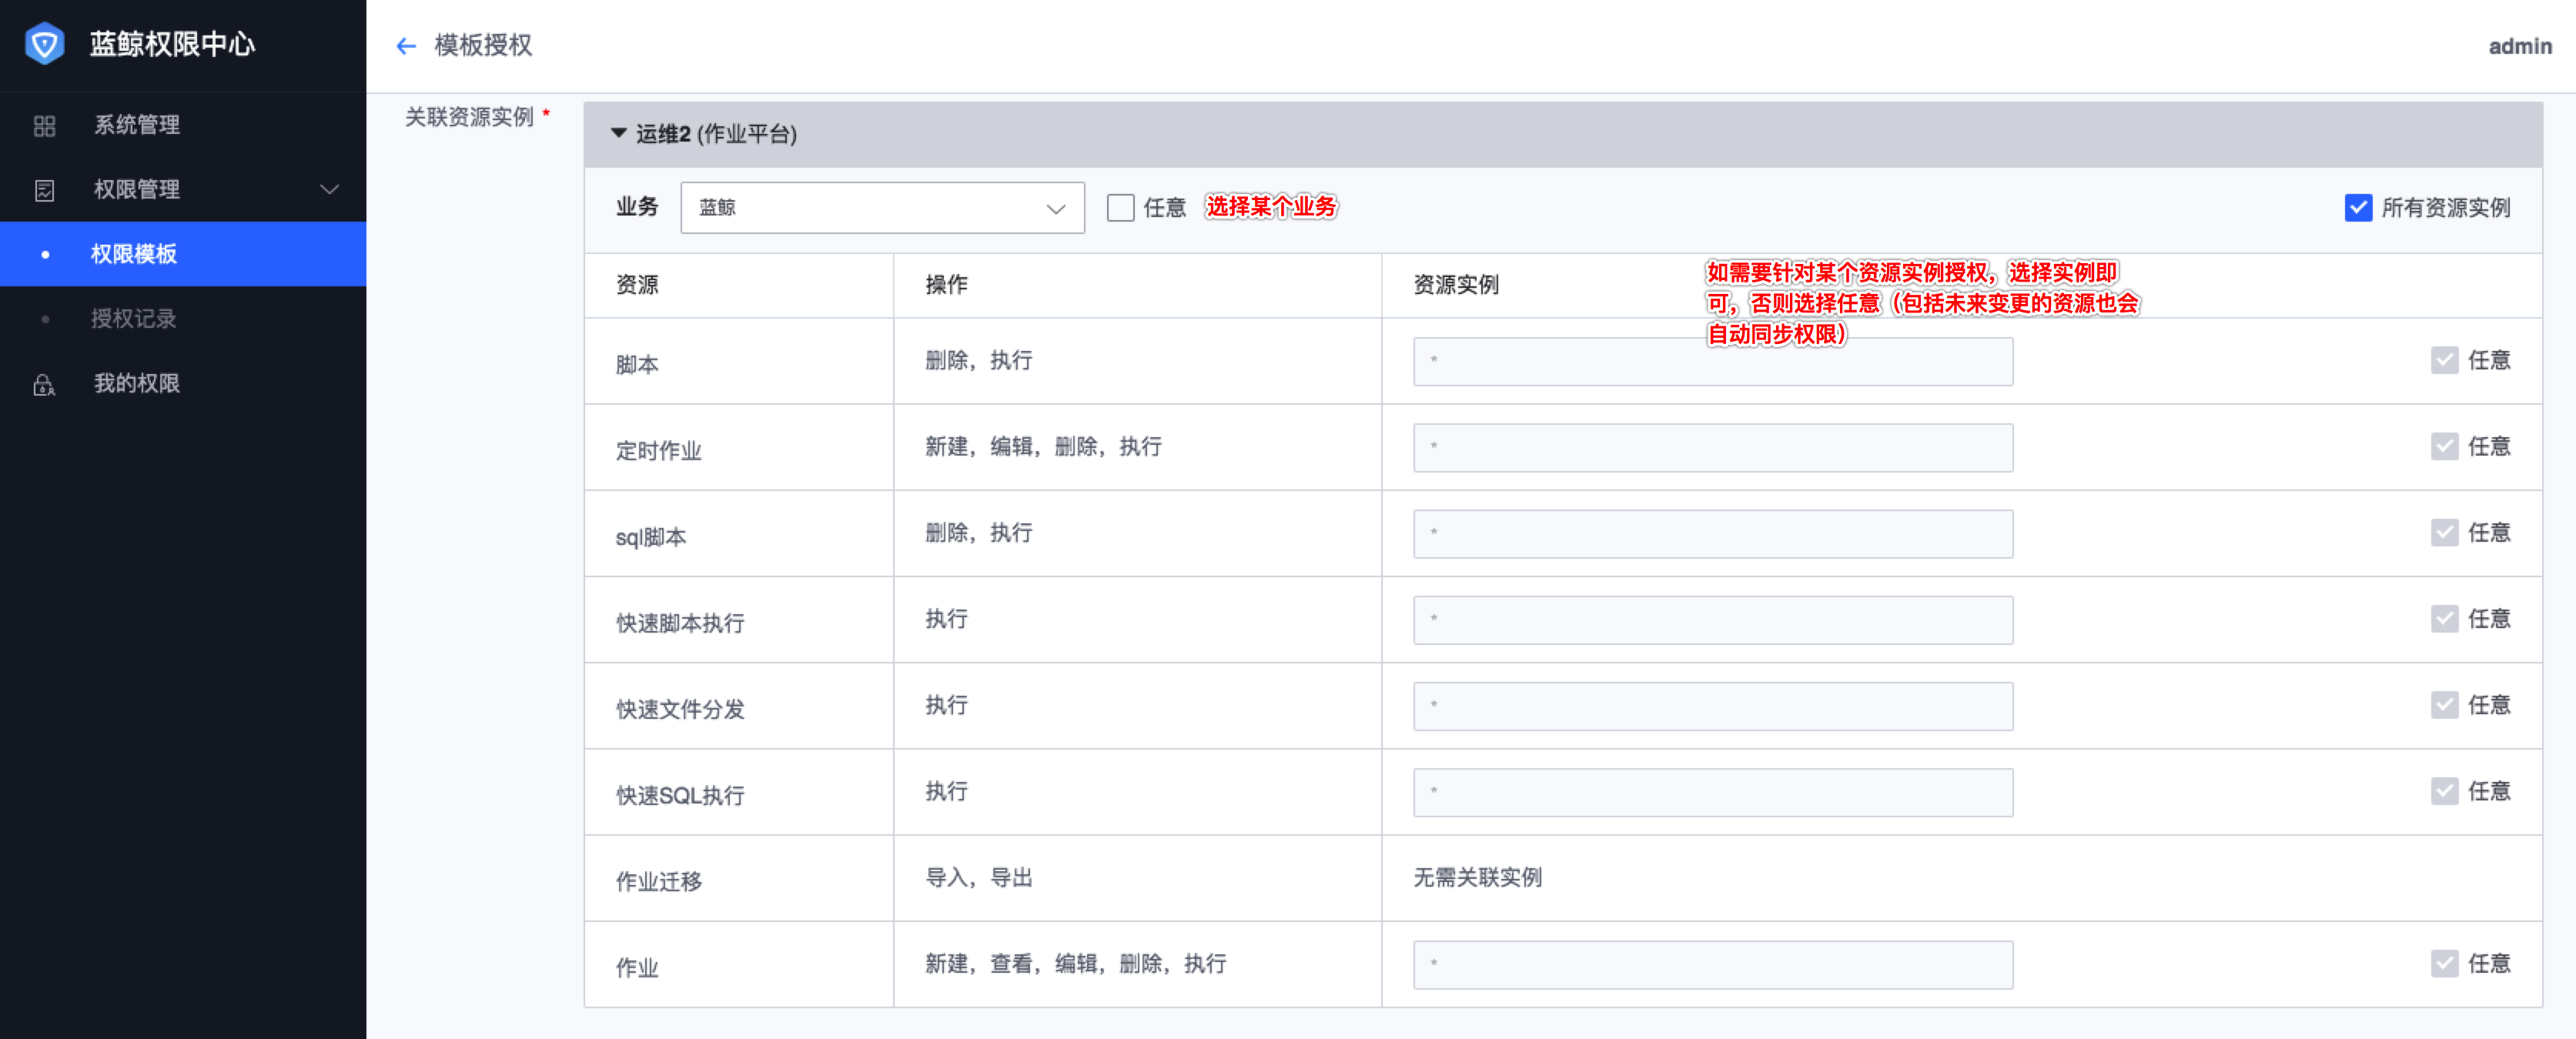 蓝鲸权限中心
模板授权
admin
系统管理
权限管理
权限模板
授权记录
我的权限
关联资源实例 *
运维2 (作业平台)
业务 蓝鲸 任意 选择某个业务 所有资源实例
资源 操作 资源实例
如需要针对某个资源实例授权，选择实例即
可，否则选择任意（包括未来变更的资源也会
自动同步权限）
脚本 删除，执行 * 任意
定时作业 新建，编辑，删除，执行 * 任意
sql脚本 删除，执行 * 任意
快速脚本执行 执行 * 任意
快速文件分发 执行 * 任意
快速SQL执行 执行 * 任意
作业迁移 导入，导出 无需关联实例
作业 新建，查看，编辑，删除，执行 * 任意